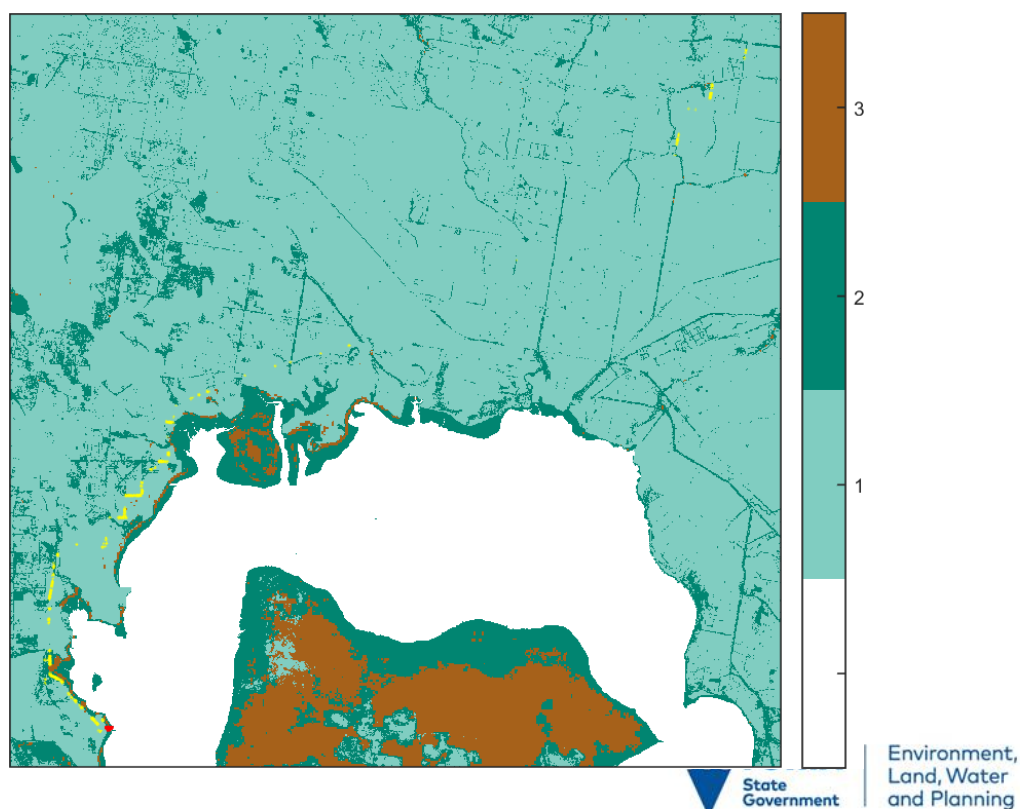 3
2
1
State
Government
Environment,
Land, Water
and Planning